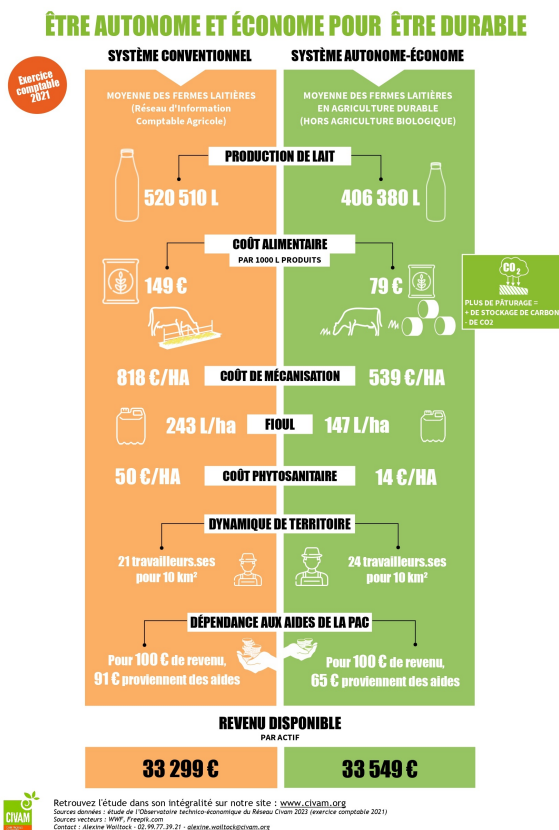 ÊTRE AUTONOME ET ÉCONOME POUR ÊTRE DURABLE
SYSTÈME CONVENTIONNEL
SYSTÈME AUTONOME-ÉCONOME
Exercice
comptable
2021
MOYENNE DES FERMES LAITIÈRES
(Réseau d'Information
Comptable Agricole)
MOYENNE DES FERMES LAITIÈRES
EN AGRICULTURE DURABLE
(HORS AGRICULTURE BIOLOGIQUE)
PRODUCTION DE LAIT
520 510 L
406 380 L
COÛT ALIMENTAIRE
PAR 1000 L PRODUITS
149 €
79 €
CO2
PLUS DE PÂTURAGE =
+ DE STOCKAGE DE CARBON
- DE CO2
818 €/HA
COÛT DE MÉCANISATION
539 €/HA
243 L/ha
FIOUL
147 L/ha
50 €/HA
COÛT PHYTOSANITAIRE
14 €/HA
DYNAMIQUE DE TERRITOIRE
21 travailleurs.ses
pour 10 km²
24 travailleurs.ses
pour 10 km²
DÉPENDANCE AUX AIDES DE LA PAC
Pour 100 € de revenu,
91 € proviennent des aides
Pour 100 € de revenu,
65 € proviennent des aides
REVENU DISPONIBLE
PAR ACTIF
33 299 €
33 549 €
CIVAM
Retrouvez l'étude dans son intégralité sur notre site : www.civam.org
Sources données : étude de l'Observatoire technico-économique du Réseau Civam 2023 (exercice comptable 2021)
Sources vecteurs : WWF, Freepik.com
Contact : Alexine Woiltock - 02.99.77.39.21 - alexine.woiltock@civam.org